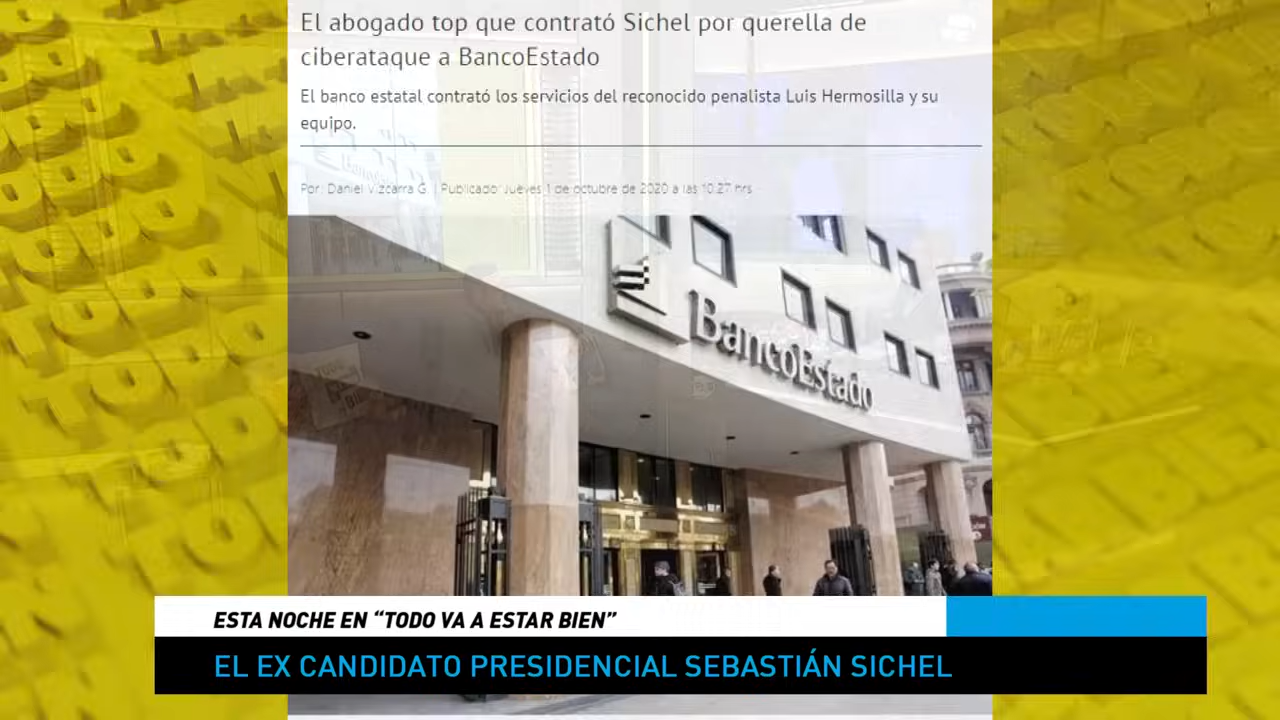 El abogado top que contrató Sichel por querella de
ciberataque a BancoEstado
El banco estatal contrató los servicios del reconocido penalista Luis Hermosilla y su
equipo.
Por: Daniel Vizcarra G. | Publicado: Jueves 1 de octubre de 2020 a las 10:27 hrs
BancoEstado
ESTA NOCHE EN “TODO VA A ESTAR BIEN”
EL EX CANDIDATO PRESIDENCIAL SEBASTIÁN SICHEL